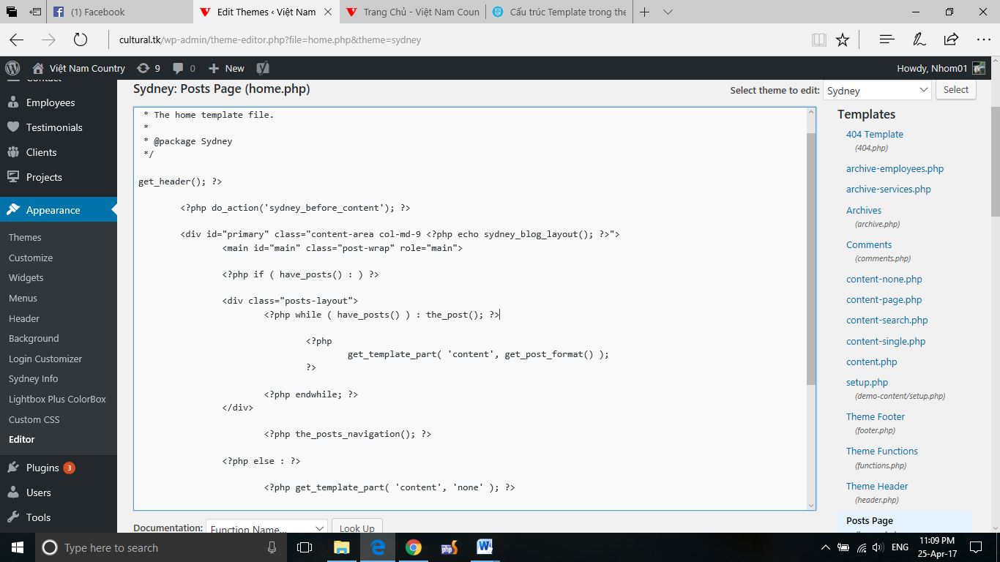 (1) Facebook
Edit Themes ‹ Việt Nam
Trang Chủ - Việt Nam Coun
Cấu trúc Template trong the
cultural.tk/wp-admin/theme-editor.php?file=home.php&theme=sydney
Việt Nam Country
9
0
New
Howdy, Nhom01
Contact
Employees
Testimonials
Clients
Projects
Appearance
Themes
Customize
Widgets
Menus
Header
Background
Login Customizer
Sydney Info
Lightbox Plus ColorBox
Custom CSS
Editor
Plugins 3
Users
Tools
Sydney: Posts Page (home.php)
Select theme to edit: Sydney Select
* The home template file.
*
* @package Sydney
*/
get_header(); ?>
<?php do_action('sydney_before_content'); ?>
<div id="primary" class="content-area col-md-9 <?php echo sydney_blog_layout(); ?>">
<main id="main" class="post-wrap" role="main">
<?php if ( have_posts() : ) ?>
<div class="posts-layout">
<?php while ( have_posts() ) : the_post(); ?>
<?php
get_template_part( 'content', get_post_format() );
?>
<?php endwhile; ?>
</div>
<?php the_posts_navigation(); ?>
<?php else : ?>
<?php get_template_part( 'content', 'none' ); ?>
Documentation: Function Name... Look Up
Templates
404 Template
(404.php)
archive-employees.php
archive-services.php
Archives
(archive.php)
Comments
(comments.php)
content-none.php
content-page.php
content-search.php
content-single.php
content.php
setup.php
(demo-content/setup.php)
Theme Footer
(footer.php)
Theme Functions
(functions.php)
Theme Header
(header.php)
Posts Page
Type here to search
php
ENG
11:09 PM
25-Apr-17